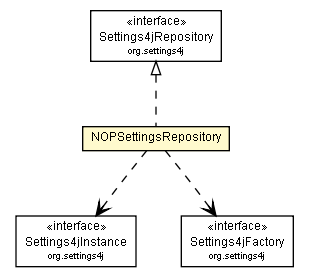 «interface»
Settings4jRepository
org.settings4j
NOPSettingsRepository
«interface»
Settings4jInstance
org.settings4j
«interface»
Settings4jFactory
org.settings4j